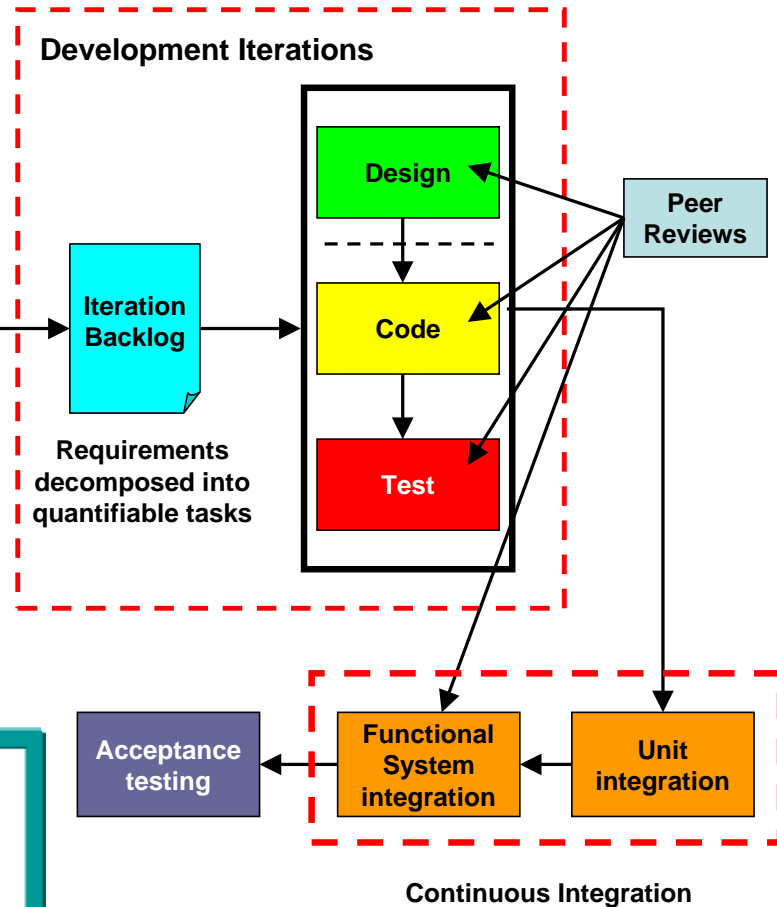 Development Iterations
Design
Peer
Reviews
Iteration
Backlog
Code
Requirements
decomposed into
quantifiable tasks
Test
Acceptance
testing
Functional
System
integration
Unit
integration
Continuous Integration